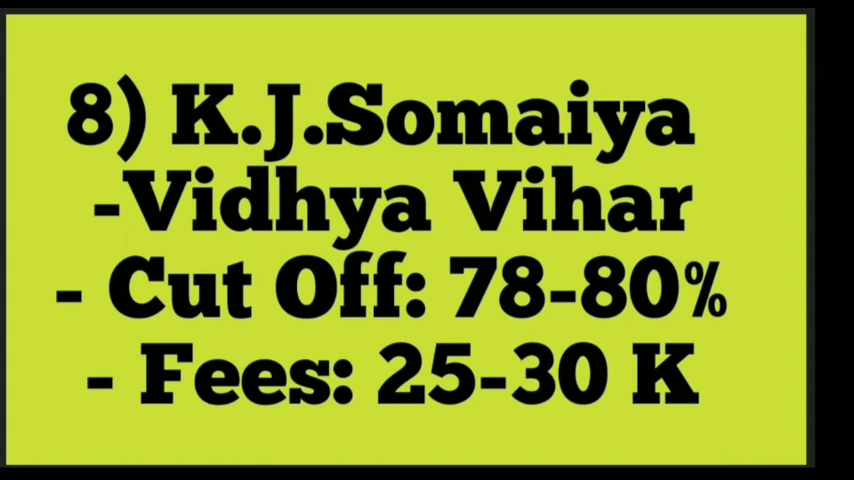 8) K.J.Somaiya
-Vidhya Vihar
- Cut Off: 78-80%
- Fees: 25-30 K